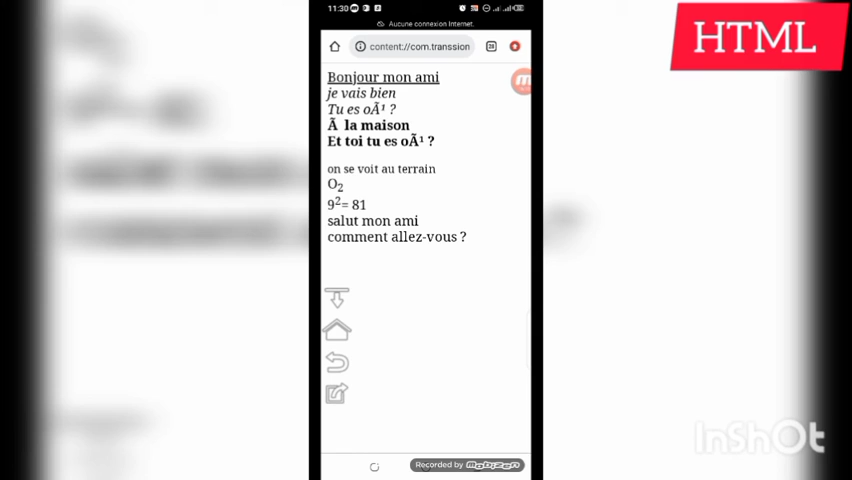 11:30
Aucune connexion Internet.
content://com.transsion
28
HTML
Bonjour mon ami
je vais bien
Tu es oÃ¹ ?
Ã la maison
Et toi tu es oÃ¹ ?
on se voit au terrain
O2
9²= 81
salut mon ami
comment allez-vous ?
InShOt
Recorded by mobizen